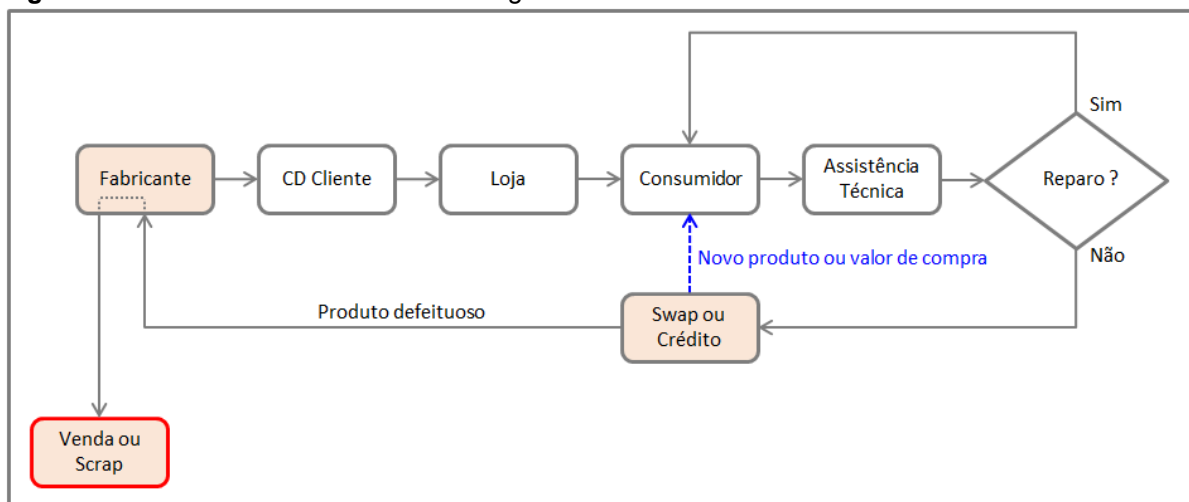 Sim
Fabricante
CD Cliente
Loja
Consumidor
Assistência
Técnica
Reparo ?
Não
Novo produto ou valor de compra
Produto defeituoso
Swap ou
Crédito
Venda ou
Scrap